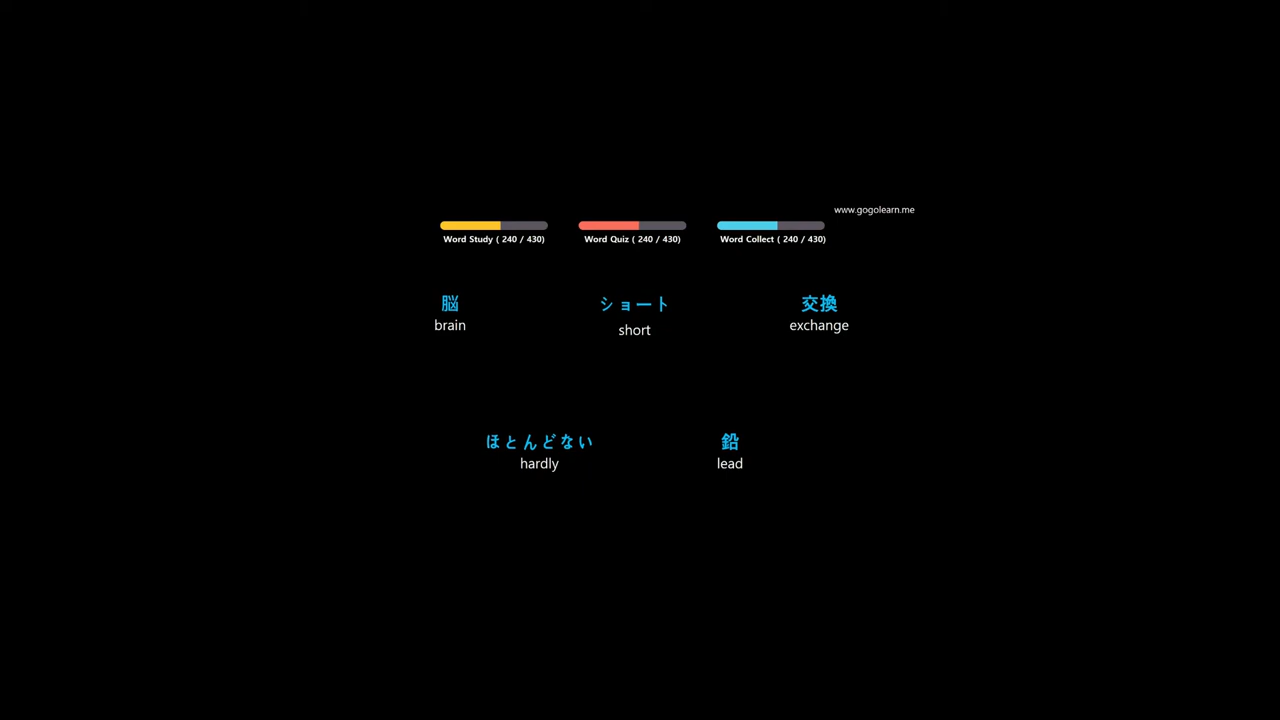 www.gogolearn.me
Word Study ( 240 / 430)
Word Quiz ( 240 / 430)
Word Collect ( 240 / 430)
脳
brain
ショート
short
交換
exchange
ほとんどない
hardly
鉛
lead